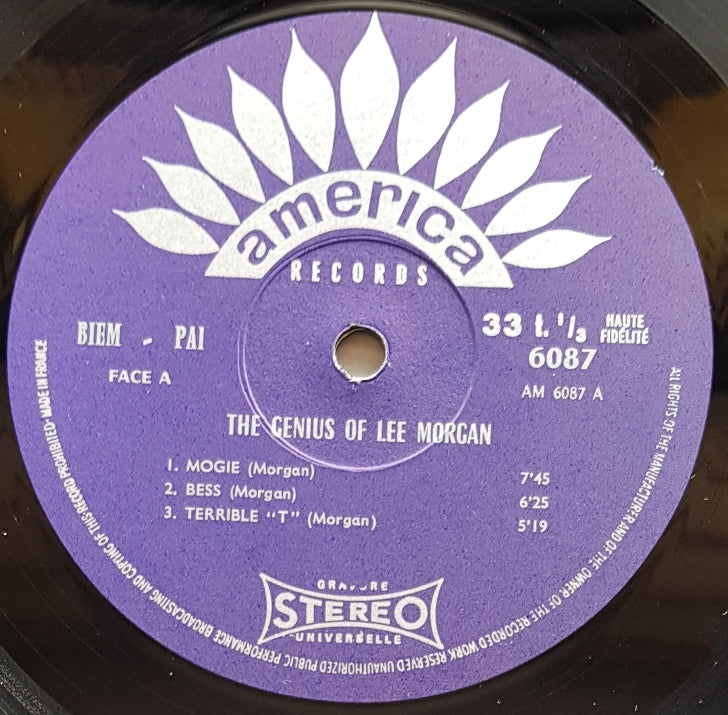 america
RECORDS
BIEM - PAI
FACE A
33 t. 1/3 HAUTE FIDÉLITÉ
6087
AM 6087 A
THE GENIUS OF LEE MORGAN
1. MOGIE (Morgan) 7'45
2. BESS (Morgan) 6'25
3. TERRIBLE "T" (Morgan) 5'19
GRAVURE
STEREO
UNIVERSELLE
ALL RIGHTS OF THE MANUFACTURER AND OF THE OWNER OF THE RECORDED WORK RESERVED UNAUTHORIZED PUBLIC PERFORMANCE BROADCASTING AND COPYING OF THIS RECORD PROHIBITED - MADE IN FRANCE